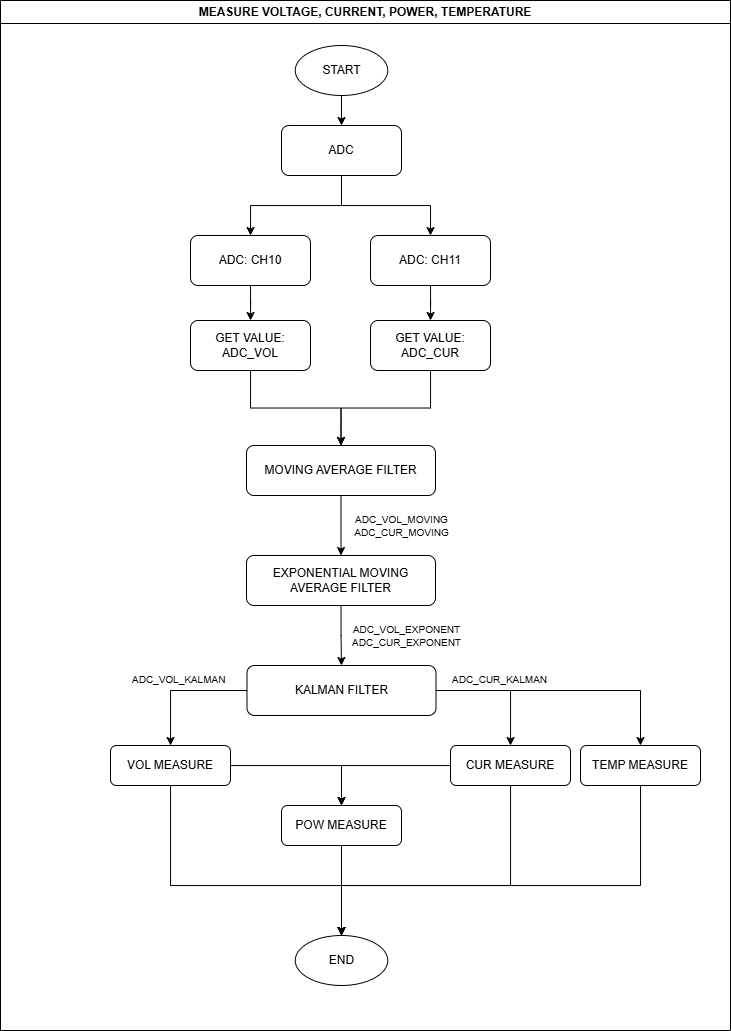 MEASURE VOLTAGE, CURRENT, POWER, TEMPERATURE
START
ADC
ADC: CH10
ADC: CH11
GET VALUE:
ADC_VOL
GET VALUE:
ADC_CUR
MOVING AVERAGE FILTER
ADC_VOL_MOVING
ADC_CUR_MOVING
EXPONENTIAL MOVING
AVERAGE FILTER
ADC_VOL_EXPONENT
ADC_CUR_EXPONENT
ADC_VOL_KALMAN
KALMAN FILTER
ADC_CUR_KALMAN
VOL MEASURE
CUR MEASURE
TEMP MEASURE
POW MEASURE
END